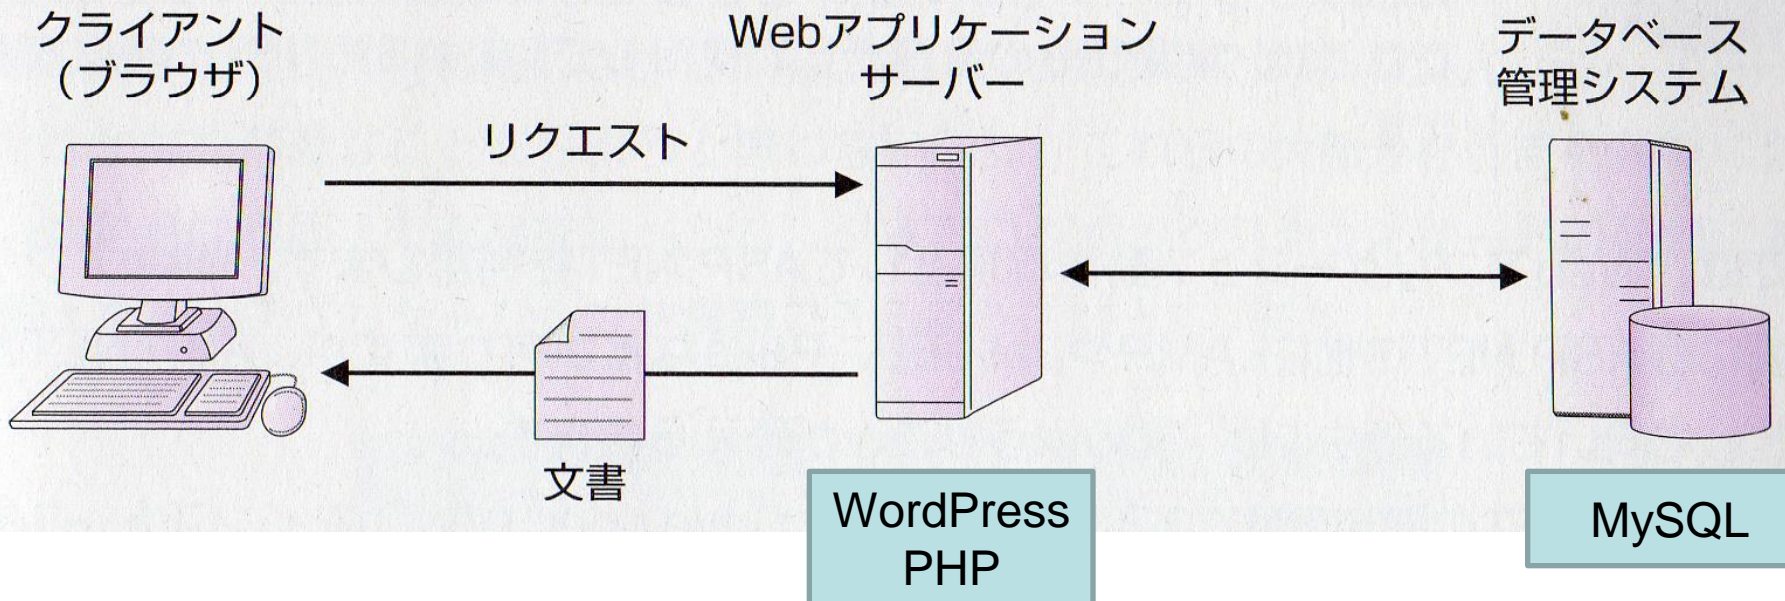 クライアント
(ブラウザ)
Webアプリケーション
サーバー
データベース
管理システム
リクエスト
文書
WordPress
PHP
MySQL